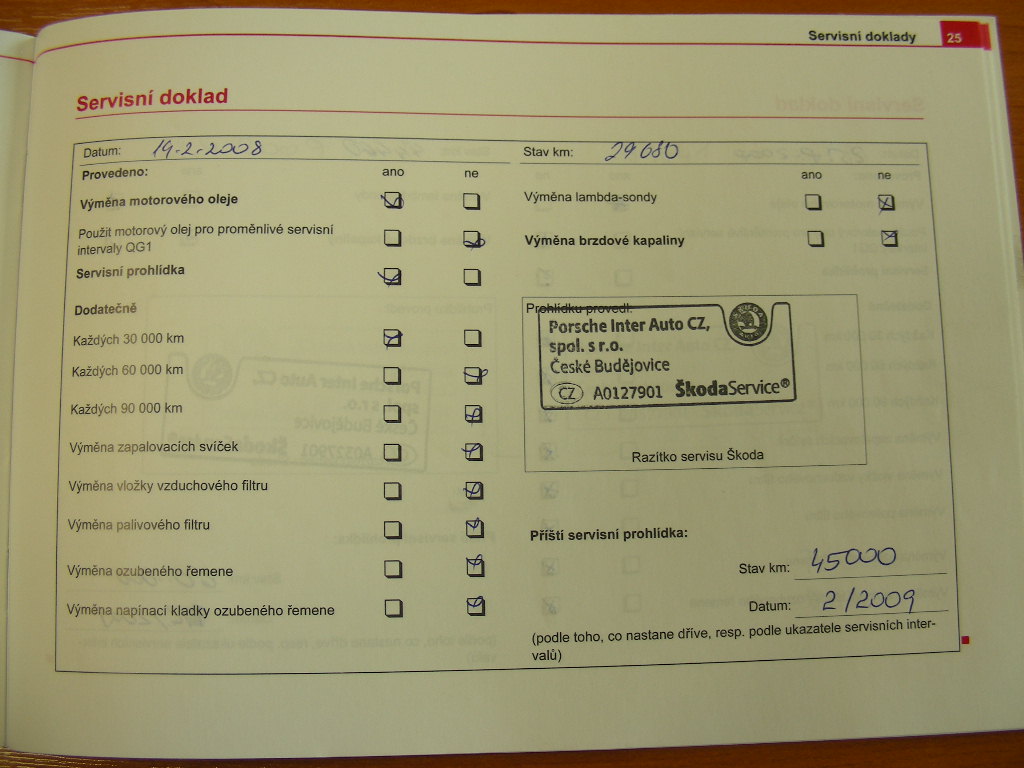 Servisní doklady 25
Servisní doklad
Datum: 14.2.2008
Stav km: 29680
Provedeno: ano ne
ano ne
Výměna motorového oleje
Výměna lambda-sondy
Použit motorový olej pro proměnlivé servisní
intervaly QG1
Výměna brzdové kapaliny
Servisní prohlídka
Dodatečně
Každých 30 000 km
Každých 60 000 km
Každých 90 000 km
Výměna zapalovacích svíček
Výměna vložky vzduchového filtru
Výměna palivového filtru
Výměna ozubeného řemene
Výměna napínací kladky ozubeného řemene
Prohlídku provedl:
Porsche Inter Auto CZ,
spol. s r.o.
České Budějovice
CZ A0127901 ŠkodaService®
Razítko servisu Škoda
Příští servisní prohlídka:
Stav km: 45000
Datum: 2/2009
(podle toho, co nastane dříve, resp. podle ukazatele servisních inter-
valů)